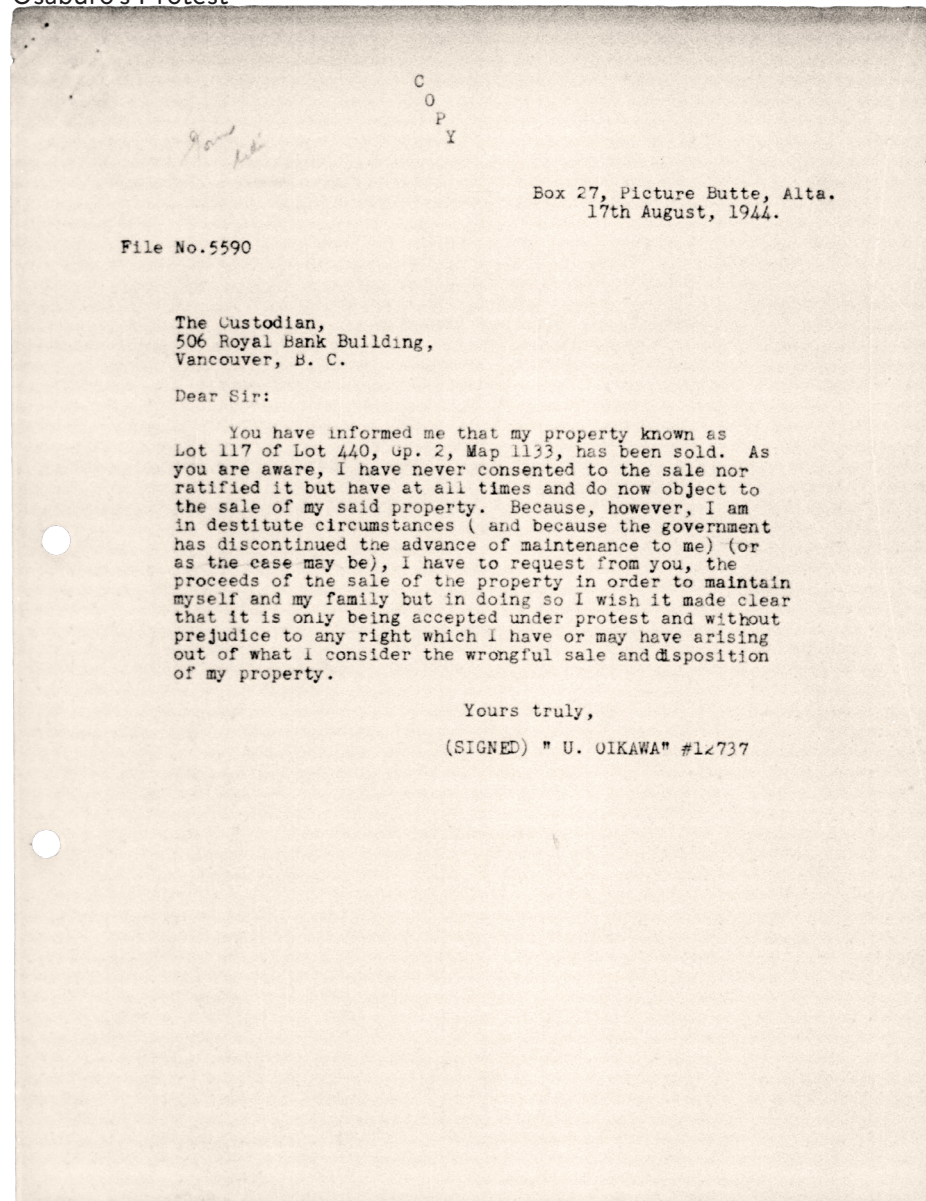 Osaburo's Protest
C
O
P
Y
Box 27, Picture Butte, Alta.
17th August, 1944.
File No.5590
The Custodian,
506 Royal Bank Building,
Vancouver, B. C.
Dear Sir:
You have informed me that my property known as
Lot 117 of Lot 440, Gp. 2, Map 1133, has been sold. As
you are aware, I have never consented to the sale nor
ratified it but have at all times and do now object to
the sale of my said property. Because, however, I am
in destitute circumstances ( and because the government
has discontinued the advance of maintenance to me) (or
as the case may be), I have to request from you, the
proceeds of the sale of the property in order to maintain
myself and my family but in doing so I wish it made clear
that it is only being accepted under protest and without
prejudice to any right which I have or may have arising
out of what I consider the wrongful sale and disposition
of my property.
Yours truly,
(SIGNED) " U. OIKAWA" #12737